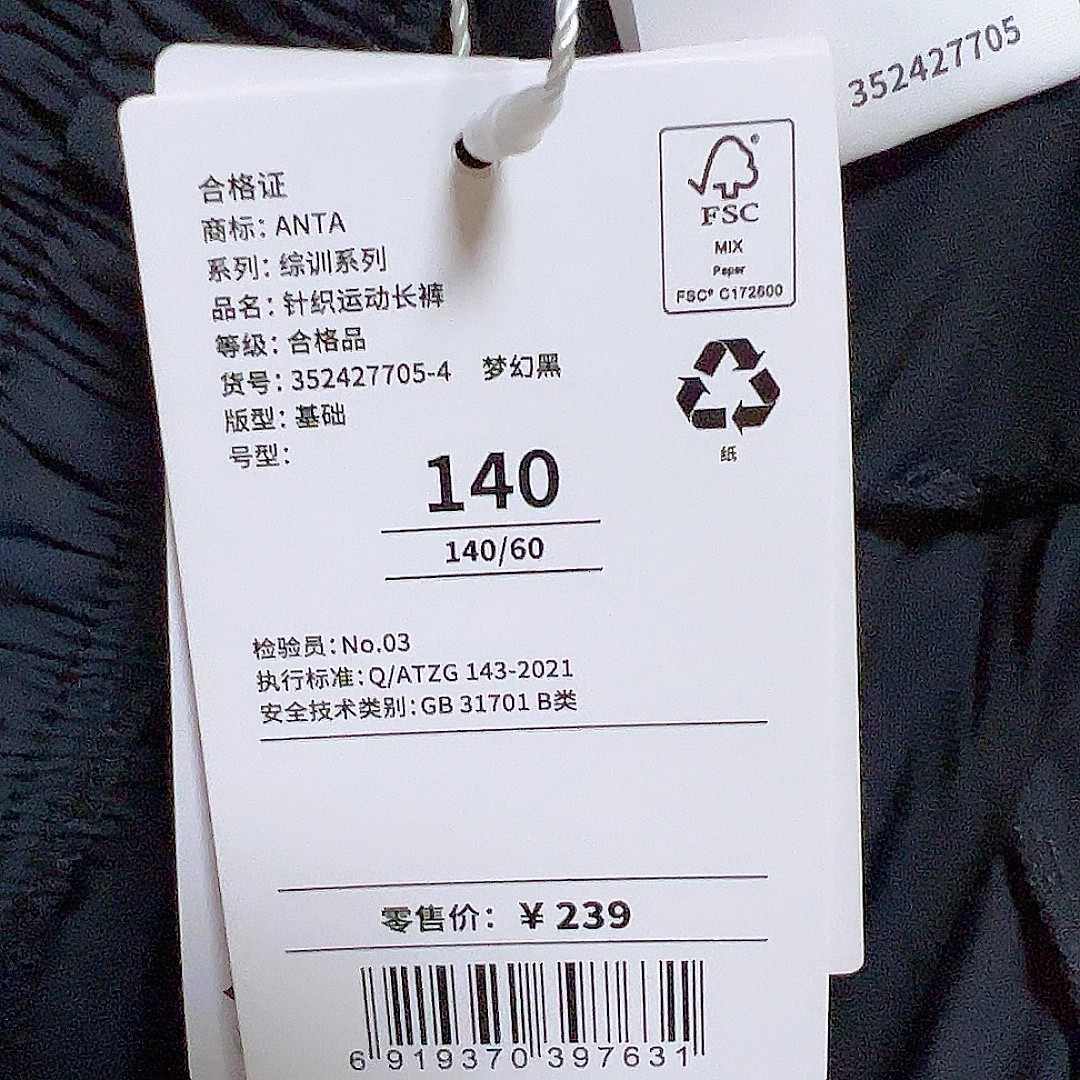 352427705
合格证
商标：ANTA
系列：综训系列
品名：针织运动长裤
等级：合格品
货号：352427705-4 梦幻黑
版型：基础
号型：
140
140/60
FSC
MIX
Paper
FSC® C172600
纸
检验员：No.03
执行标准：Q/ATZG 143-2021
安全技术类别：GB 31701 B类
零售价：￥239
6 919370 397631